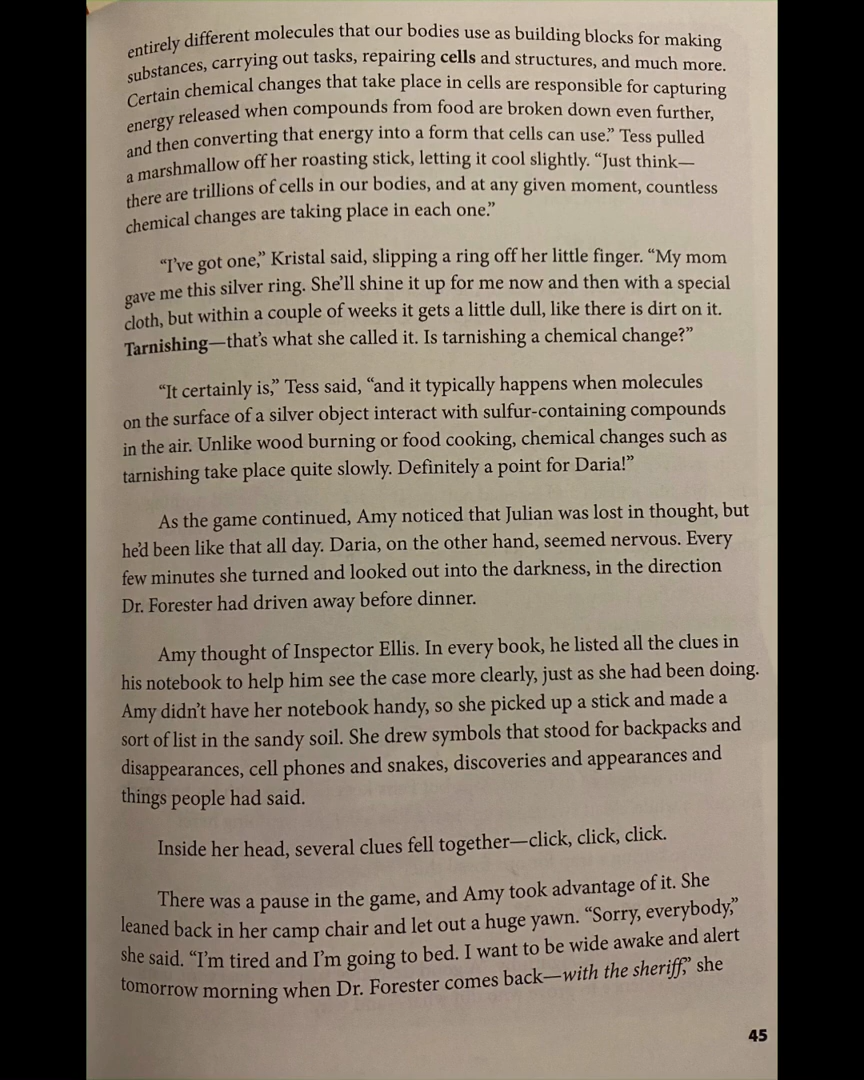 entirely different molecules that our bodies use as building blocks for making
substances, carrying out tasks, repairing cells and structures, and much more.
Certain chemical changes that take place in cells are responsible for capturing
energy released when compounds from food are broken down even further,
and then converting that energy into a form that cells can use.” Tess pulled
a marshmallow off her roasting stick, letting it cool slightly. “Just think—
there are trillions of cells in our bodies, and at any given moment, countless
chemical changes are taking place in each one.”
“I’ve got one,” Kristal said, slipping a ring off her little finger. “My mom
gave me this silver ring. She’ll shine it up for me now and then with a special
cloth, but within a couple of weeks it gets a little dull, like there is dirt on it.
Tarnishing—that’s what she called it. Is tarnishing a chemical change?”
“It certainly is,” Tess said, “and it typically happens when molecules
on the surface of a silver object interact with sulfur-containing compounds
in the air. Unlike wood burning or food cooking, chemical changes such as
tarnishing take place quite slowly. Definitely a point for Daria!”
As the game continued, Amy noticed that Julian was lost in thought, but
he’d been like that all day. Daria, on the other hand, seemed nervous. Every
few minutes she turned and looked out into the darkness, in the direction
Dr. Forester had driven away before dinner.
Amy thought of Inspector Ellis. In every book, he listed all the clues in
his notebook to help him see the case more clearly, just as she had been doing.
Amy didn’t have her notebook handy, so she picked up a stick and made a
sort of list in the sandy soil. She drew symbols that stood for backpacks and
disappearances, cell phones and snakes, discoveries and appearances and
things people had said.
Inside her head, several clues fell together—click, click, click.
There was a pause in the game, and Amy took advantage of it. She
leaned back in her camp chair and let out a huge yawn. “Sorry, everybody,”
she said. “I’m tired and I’m going to bed. I want to be wide awake and alert
tomorrow morning when Dr. Forester comes back—with the sheriff,” she
45